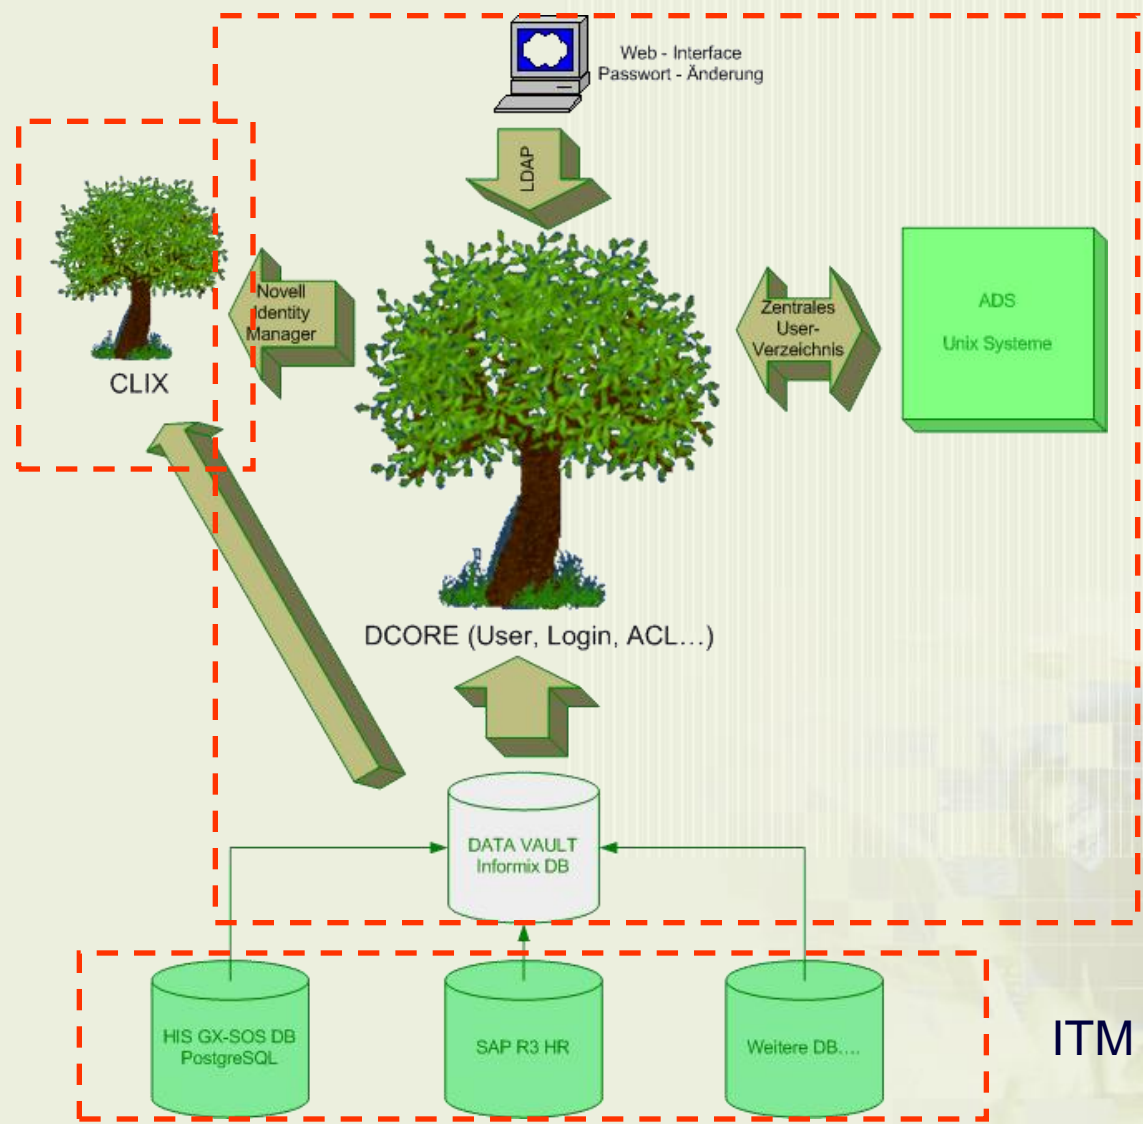 Web - Interface
Passwort - Änderung
LDAP
Novell
Identity
Manager
CLIX
Zentrales
User-
Verzeichnis
ADS
Unix Systeme
DCORE (User, Login, ACL...)
DATA VAULT
Informix DB
HIS GX-SOS DB
PostgreSQL
SAP R3 HR
Weitere DB....
ITM